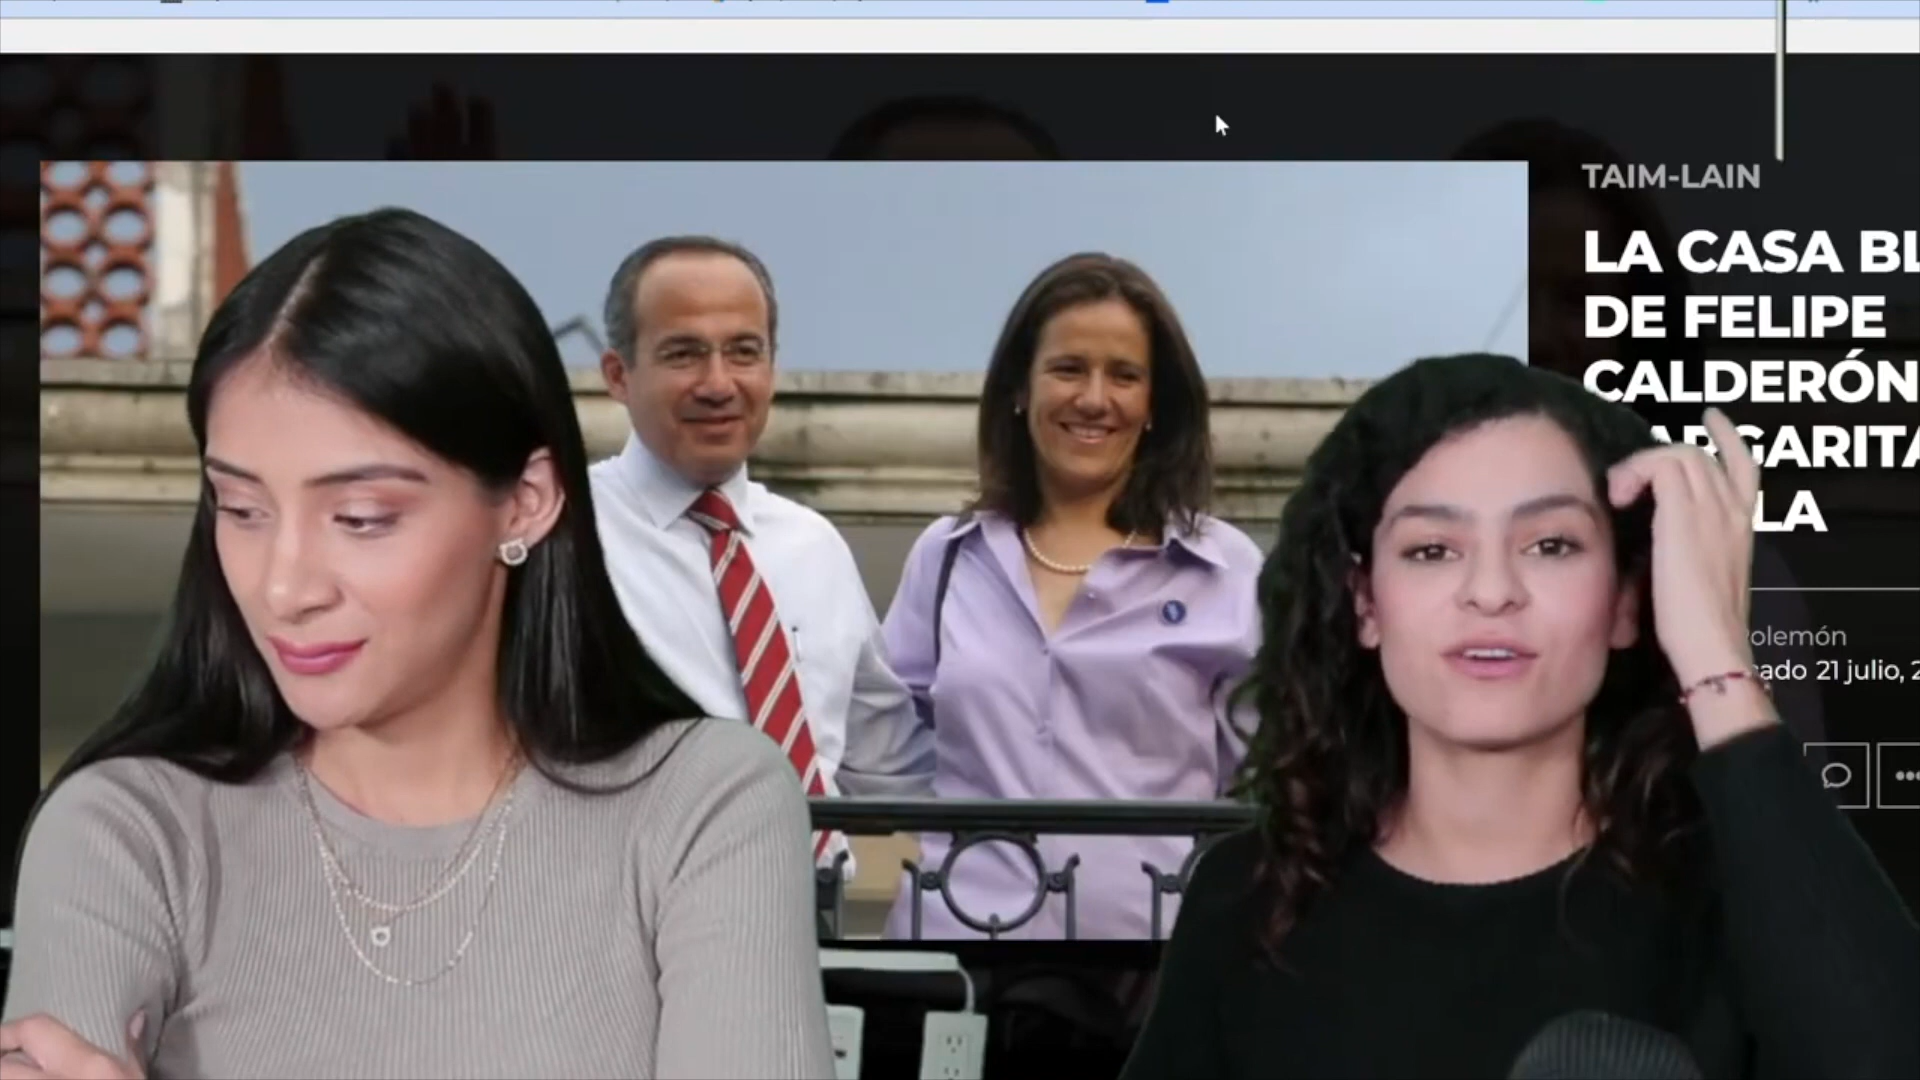 TAIM-LAIN
LA CASA BL
DE FELIPE
CALDERÓN
ARGARITA
LA
olemón
ado 21 julio, 2